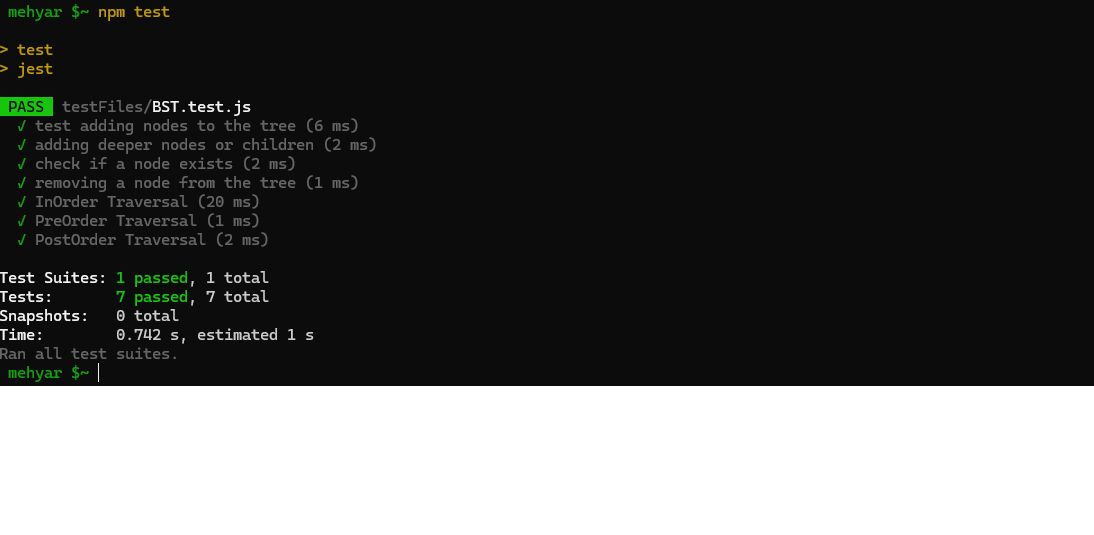 mehyar $~ npm test
> test
> jest
PASS testFiles/BST.test.js
✓ test adding nodes to the tree (6 ms)
✓ adding deeper nodes or children (2 ms)
✓ check if a node exists (2 ms)
✓ removing a node from the tree (1 ms)
✓ InOrder Traversal (20 ms)
✓ PreOrder Traversal (1 ms)
✓ PostOrder Traversal (2 ms)
Test Suites: 1 passed, 1 total
Tests: 7 passed, 7 total
Snapshots: 0 total
Time: 0.742 s, estimated 1 s
Ran all test suites.
mehyar $~